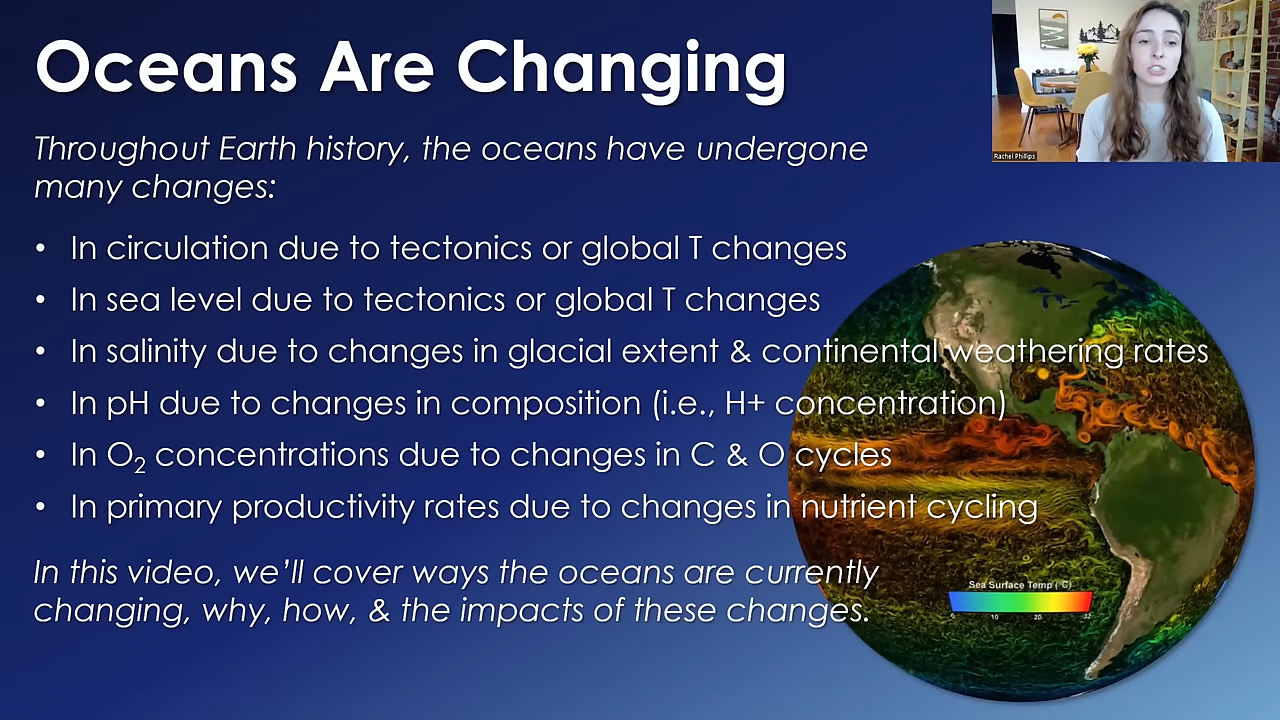 Oceans Are Changing
Rachel Phillips
Throughout Earth history, the oceans have undergone
many changes:
• In circulation due to tectonics or global T changes
• In sea level due to tectonics or global T changes
• In salinity due to changes in glacial extent & continental weathering rates
• In pH due to changes in composition (i.e., H+ concentration)
• In O₂ concentrations due to changes in C & O cycles
• In primary productivity rates due to changes in nutrient cycling
In this video, we’ll cover ways the oceans are currently
changing, why, how, & the impacts of these changes.
Sea Surface Temp (°C)
0 10 20 32